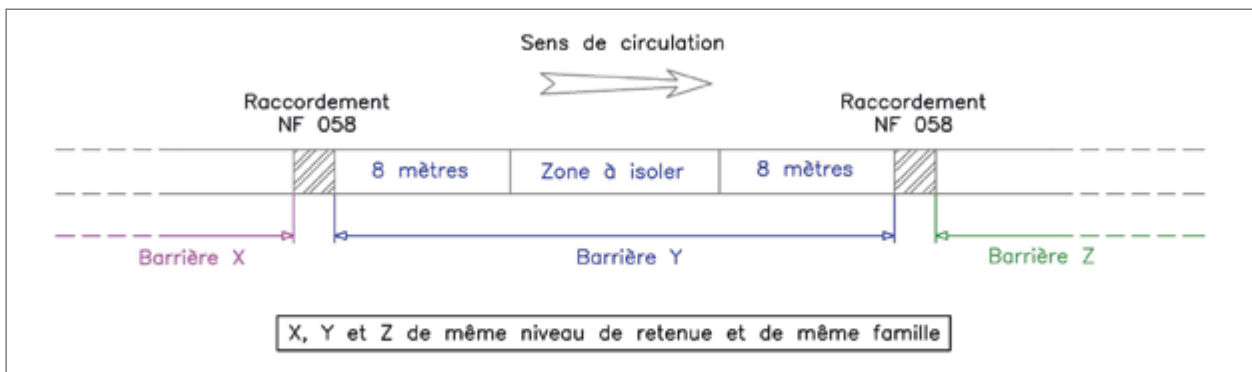 Sens de circulation
Raccordement
NF 058
Raccordement
NF 058
8 mètres
Zone à isoler
8 mètres
Barrière X
Barrière Y
Barrière Z
X, Y et Z de même niveau de retenue et de même famille